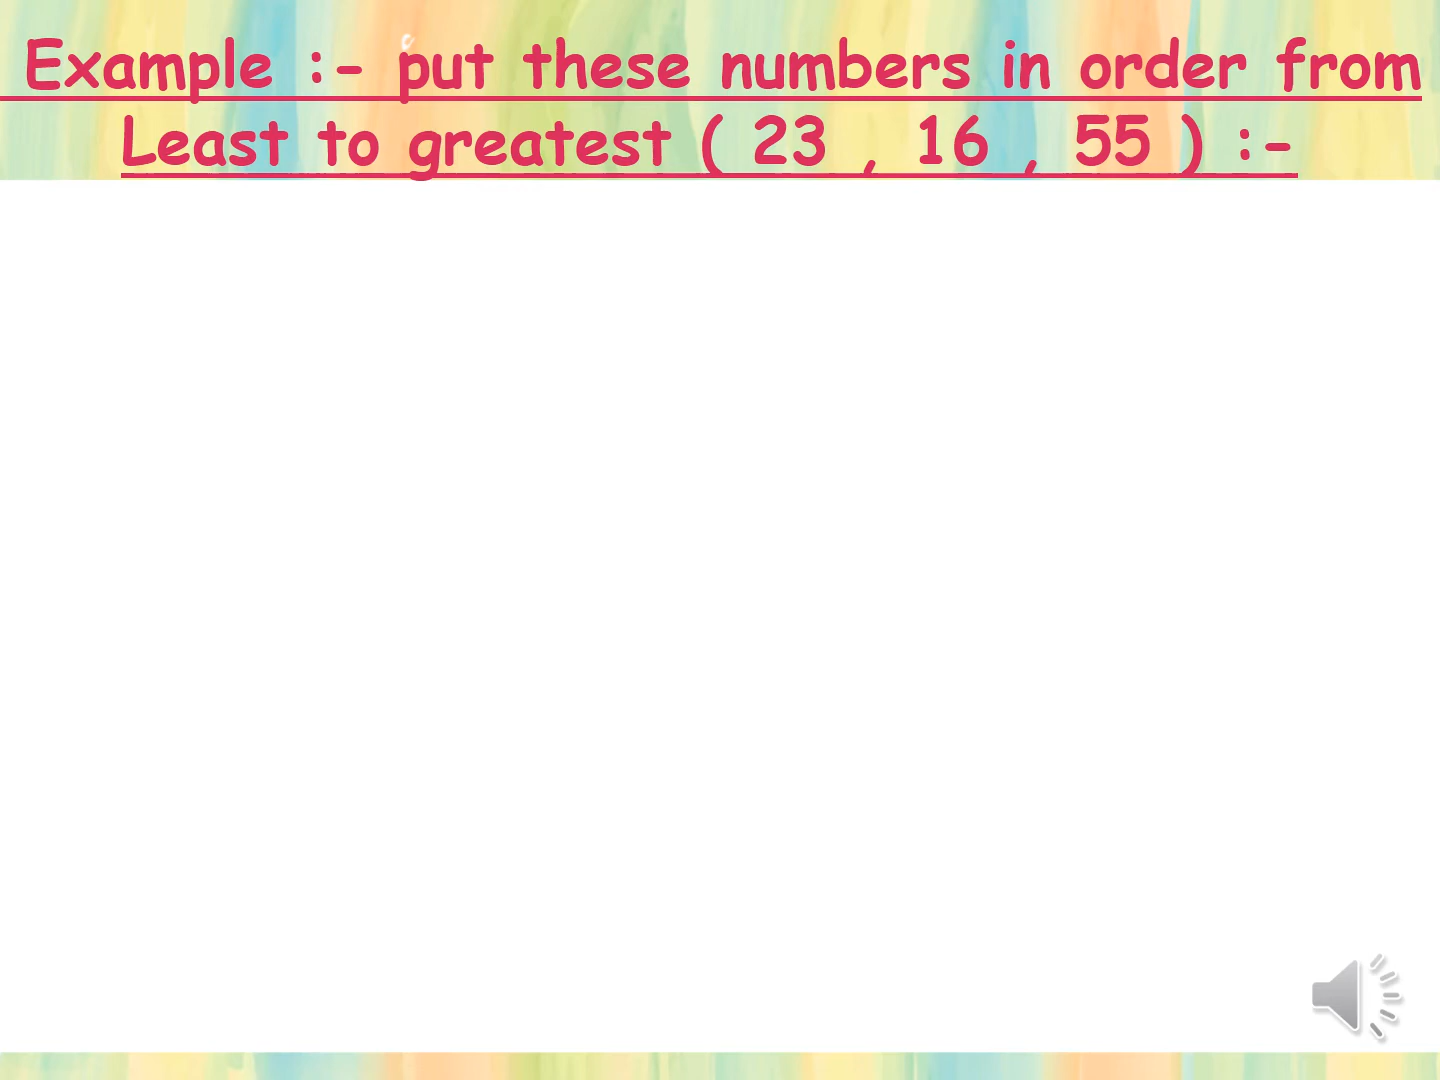 Example :- put these numbers in order from
Least to greatest ( 23 , 16 , 55 ) :-